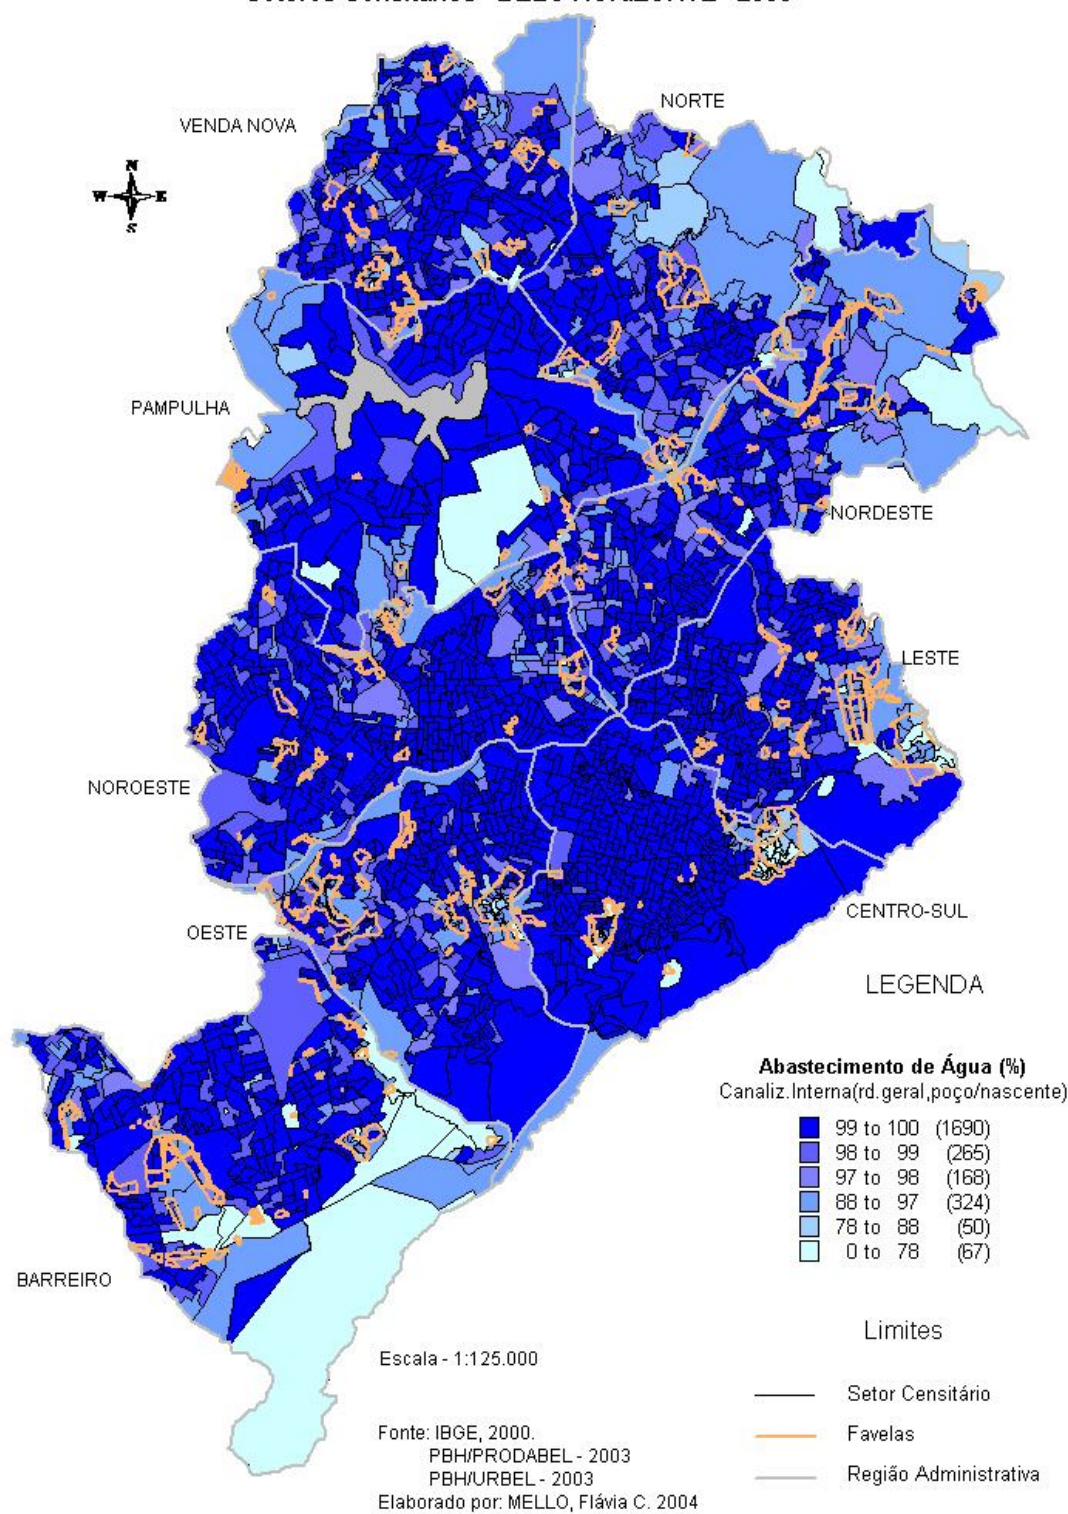 NORTE
VENDA NOVA
N
W E
S
PAMPULHA
NORDESTE
LESTE
NOROESTE
CENTRO-SUL
OESTE
LEGENDA
Abastecimento de Água (%)
Canaliz.Interna(rd.geral,poço/nascente)
99 to 100 (1690)
98 to 99 (265)
97 to 98 (168)
88 to 97 (324)
78 to 88 (50)
0 to 78 (67)
BARREIRO
Limites
Escala - 1:125.000
Setor Censitário
Favelas
Região Administrativa
Fonte: IBGE, 2000.
PBH/PRODABEL - 2003
PBH/URBEL - 2003
Elaborado por: MELLO, Flávia C. 2004